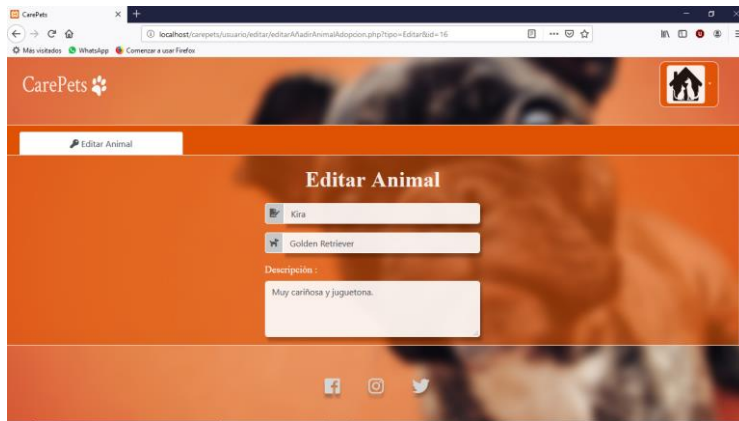 CarePets
localhost/carepets/usuario/editar/editarAñadirAnimalAdopcion.php?tipo=Editar&id=16
Más visitados WhatsApp Comenzar a usar Firefox
CarePets
Editar Animal
Editar Animal
Kira
Golden Retriever
Descripción :
Muy cariñosa y juguetona.